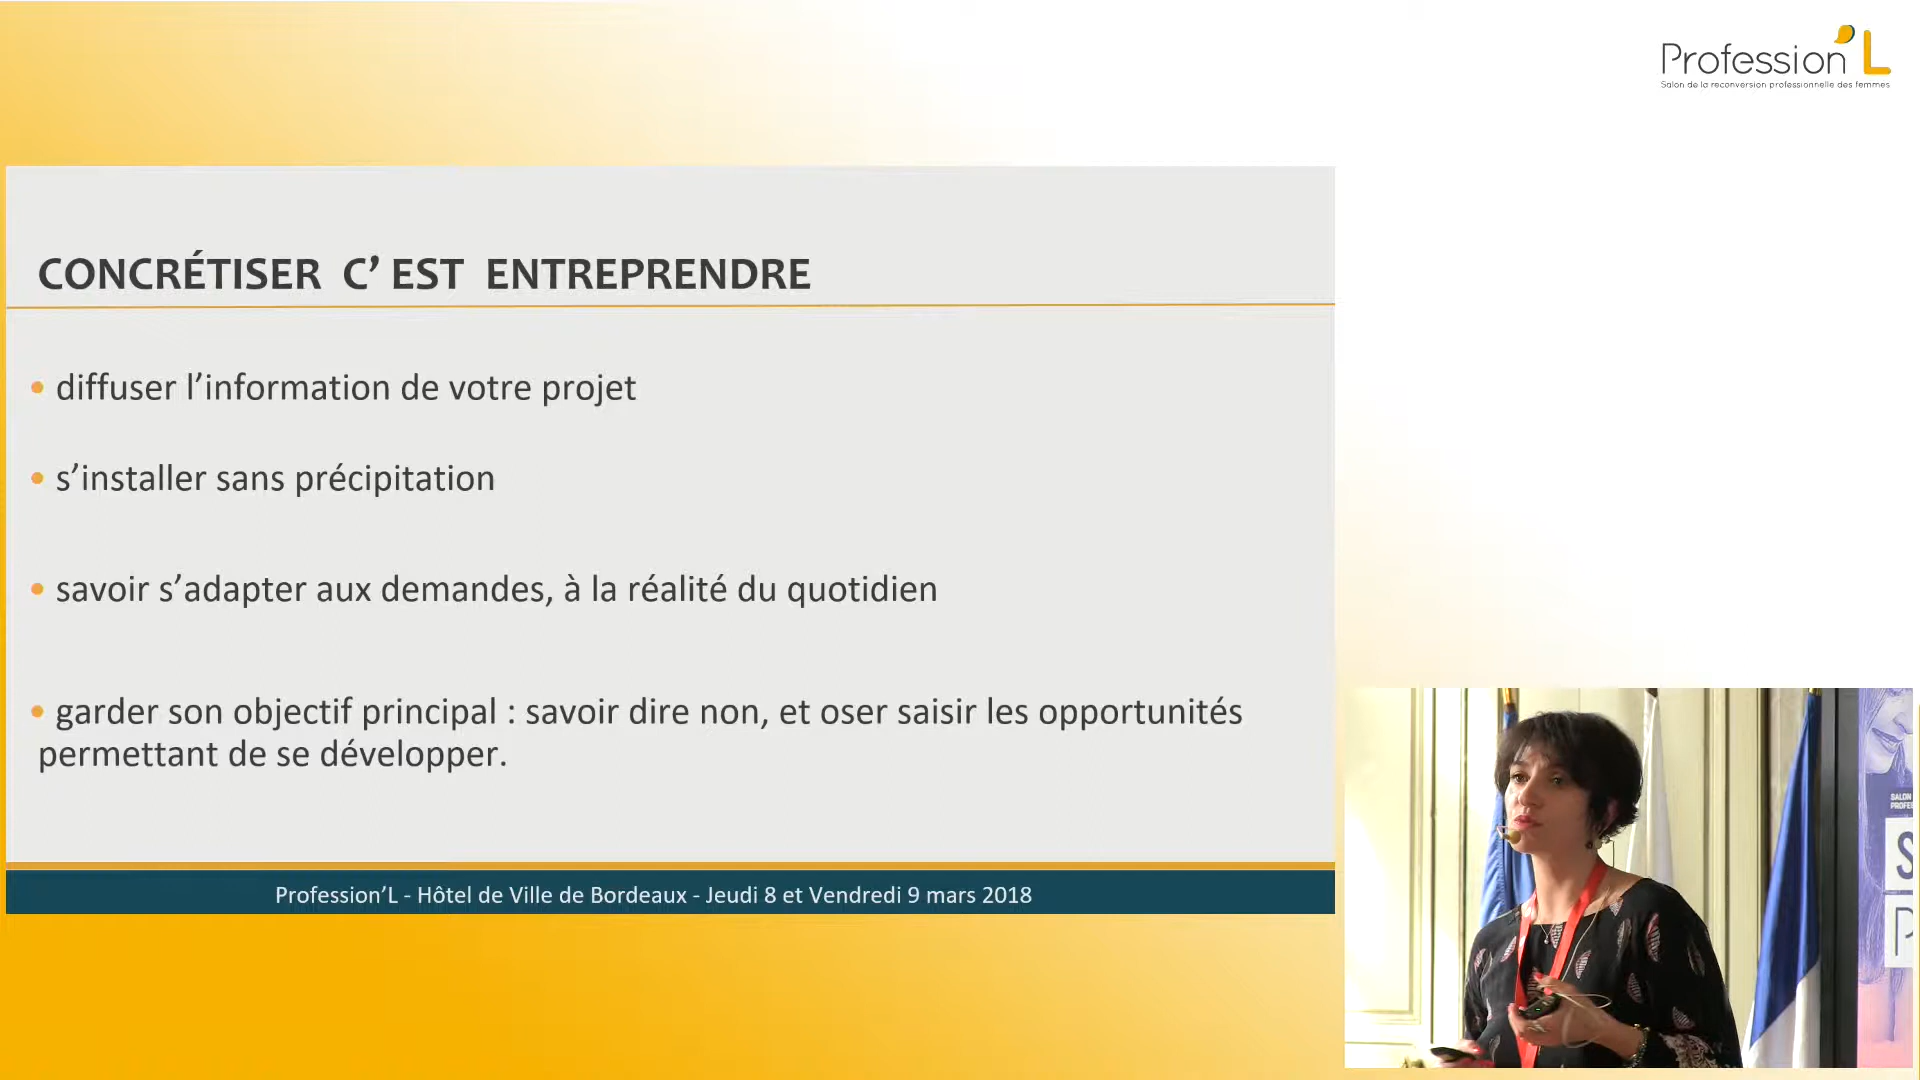 Profession'L
Salon de la reconversion professionnelle des femmes
CONCRÉTISER C’ EST ENTREPRENDRE
• diffuser l’information de votre projet
• s’installer sans précipitation
• savoir s’adapter aux demandes, à la réalité du quotidien
• garder son objectif principal : savoir dire non, et oser saisir les opportunités
permettant de se développer.
Profession’L - Hôtel de Ville de Bordeaux - Jeudi 8 et Vendredi 9 mars 2018
SALON